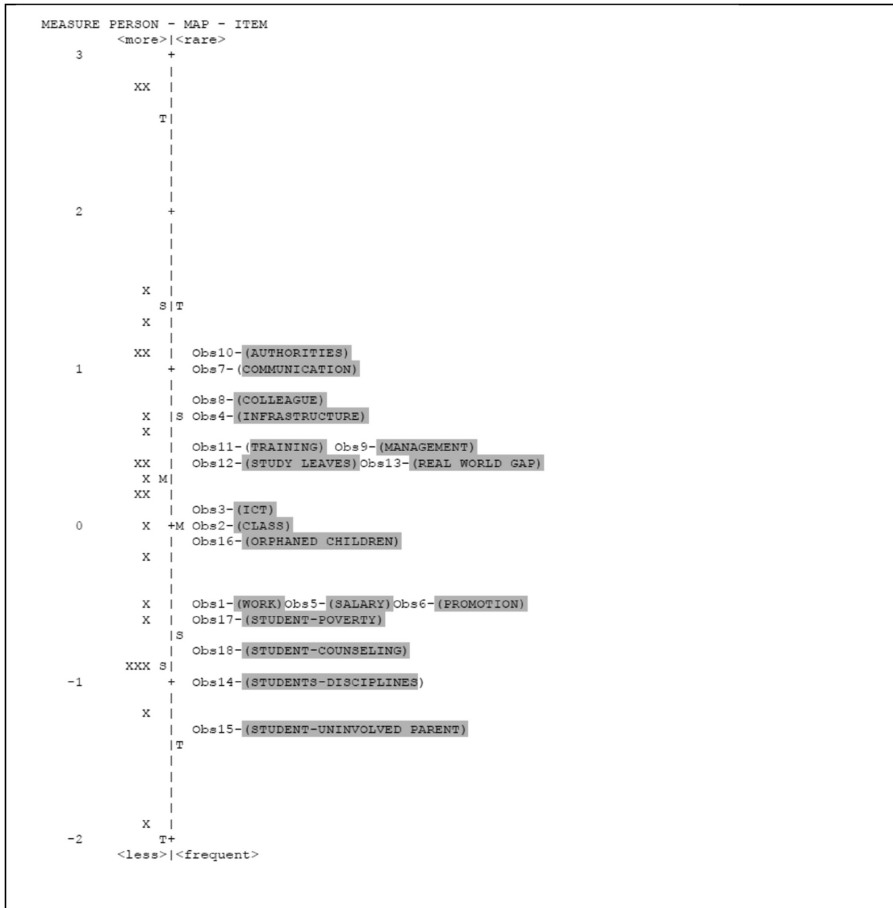 MEASURE PERSON - MAP - ITEM
<more>|<rare>
3 +
|
XX |
|
T|
|
|
|
|
|
2 +
|
|
|
|
X |
S|T
X |
|
XX | Obs10-(AUTHORITIES)
1 + Obs7-(COMMUNICATION)
|
| Obs8-(COLLEAGUE)
X |S Obs4-(INFRASTRUCTURE)
X |
| Obs11-(TRAINING) Obs9-(MANAGEMENT)
XX | Obs12-(STUDY LEAVES)Obs13-(REAL WORLD GAP)
X M|
XX |
| Obs3-(ICT)
0 X +M Obs2-(CLASS)
| Obs16-(ORPHANED CHILDREN)
X |
|
|
X | Obs1-(WORK)Obs5-(SALARY)Obs6-(PROMOTION)
X | Obs17-(STUDENT-POVERTY)
|S
| Obs18-(STUDENT-COUNSELING)
XXX S|
-1 + Obs14-(STUDENTS-DISCIPLINES)
|
X |
| Obs15-(STUDENT-UNINVOLVED PARENT)
|T
|
|
|
|
X |
-2 T+
<less>|<frequent>